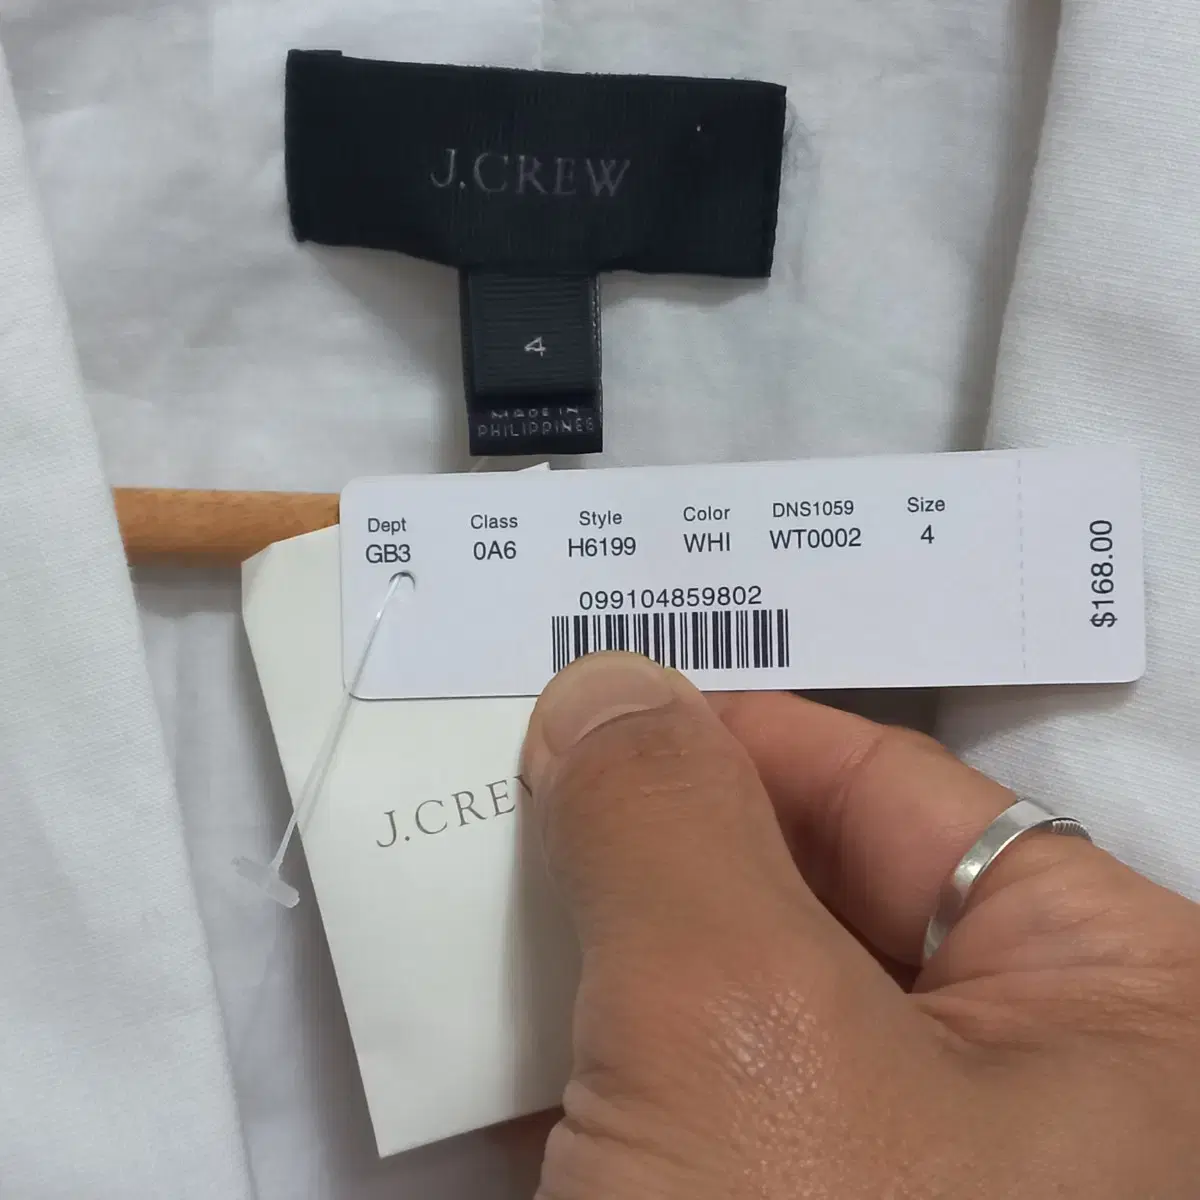 J.CREW
4
MADE IN
PHILIPPINES
Dept Class Style Color DNS1059 Size
GB3 0A6 H6199 WHI WT0002 4
099104859802
$168.00
J.CREW